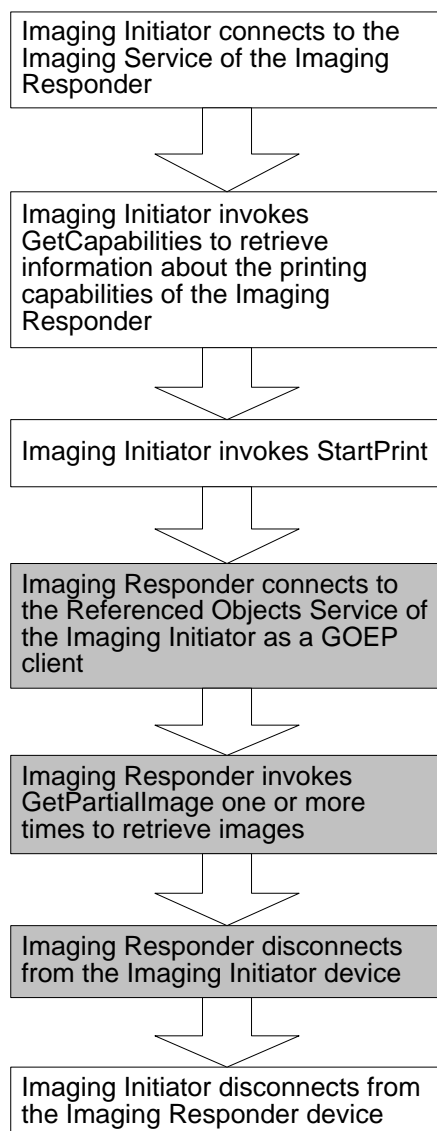 Imaging Initiator connects to the
Imaging Service of the Imaging
Responder
Imaging Initiator invokes
GetCapabilities to retrieve
information about the printing
capabilities of the Imaging
Responder
Imaging Initiator invokes StartPrint
Imaging Responder connects to
the Referenced Objects Service of
the Imaging Initiator as a GOEP
client
Imaging Responder invokes
GetPartialImage one or more
times to retrieve images
Imaging Responder disconnects
from the Imaging Initiator device
Imaging Initiator disconnects from
the Imaging Responder device